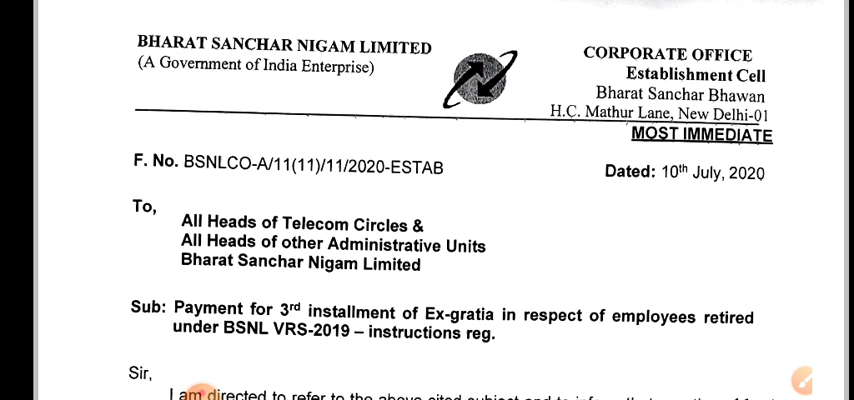 BHARAT SANCHAR NIGAM LIMITED
(A Government of India Enterprise)
CORPORATE OFFICE
Establishment Cell
Bharat Sanchar Bhawan
H.C. Mathur Lane, New Delhi-01
MOST IMMEDIATE
F. No. BSNLCO-A/11(11)/11/2020-ESTAB
Dated: 10th July, 2020
To,
All Heads of Telecom Circles &
All Heads of other Administrative Units
Bharat Sanchar Nigam Limited
Sub: Payment for 3rd installment of Ex-gratia in respect of employees retired
under BSNL VRS-2019 – instructions reg.
Sir,
I am directed to refer to the above cited subject and to